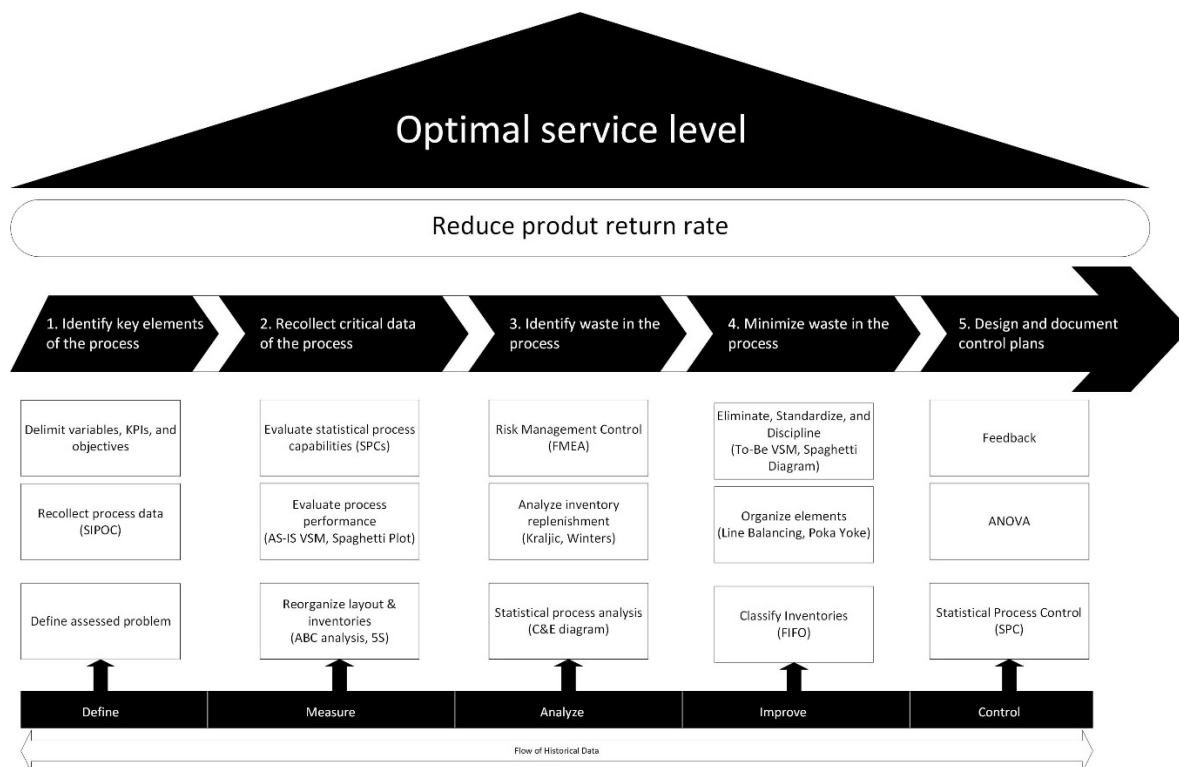 Optimal service level
Reduce produt return rate
1. Identify key elements
of the process
2. Recollect critical data
of the process
3. Identify waste in the
process
4. Minimize waste in the
process
5. Design and document
control plans
Delimit variables, KPIs, and
objectives
Evaluate statistical process
capabilities (SPCs)
Risk Management Control
(FMEA)
Eliminate, Standardize, and
Discipline
(To-Be VSM, Spaghetti
Diagram)
Feedback
Recollect process data
(SIPOC)
Evaluate process
performance
(AS-IS VSM, Spaghetti Plot)
Analyze inventory
replenishment
(Kraljic, Winters)
Organize elements
(Line Balancing, Poka Yoke)
ANOVA
Define assessed problem
Reorganize layout &
inventories
(ABC analysis, 5S)
Statistical process analysis
(C&E diagram)
Classify Inventories
(FIFO)
Statistical Process Control
(SPC)
Define
Measure
Analyze
Improve
Control
Flow of Historical Data